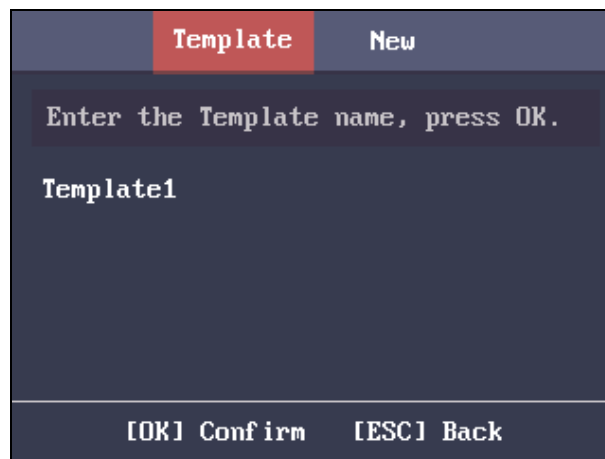 Template New
Enter the Template name, press OK.
Template1
[OK] Confirm [ESC] Back